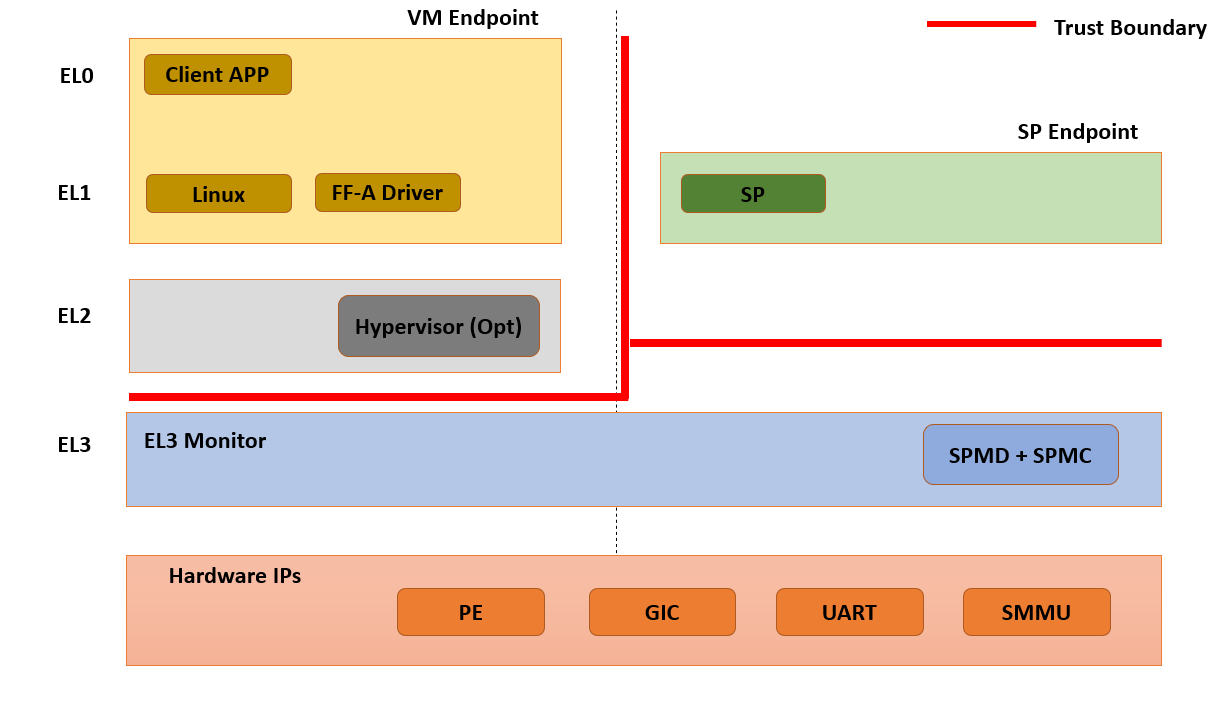 VM Endpoint
Trust Boundary
EL0
Client APP
SP Endpoint
EL1
Linux
FF-A Driver
SP
EL2
Hypervisor (Opt)
EL3
EL3 Monitor
SPMD + SPMC
Hardware IPs
PE
GIC
UART
SMMU